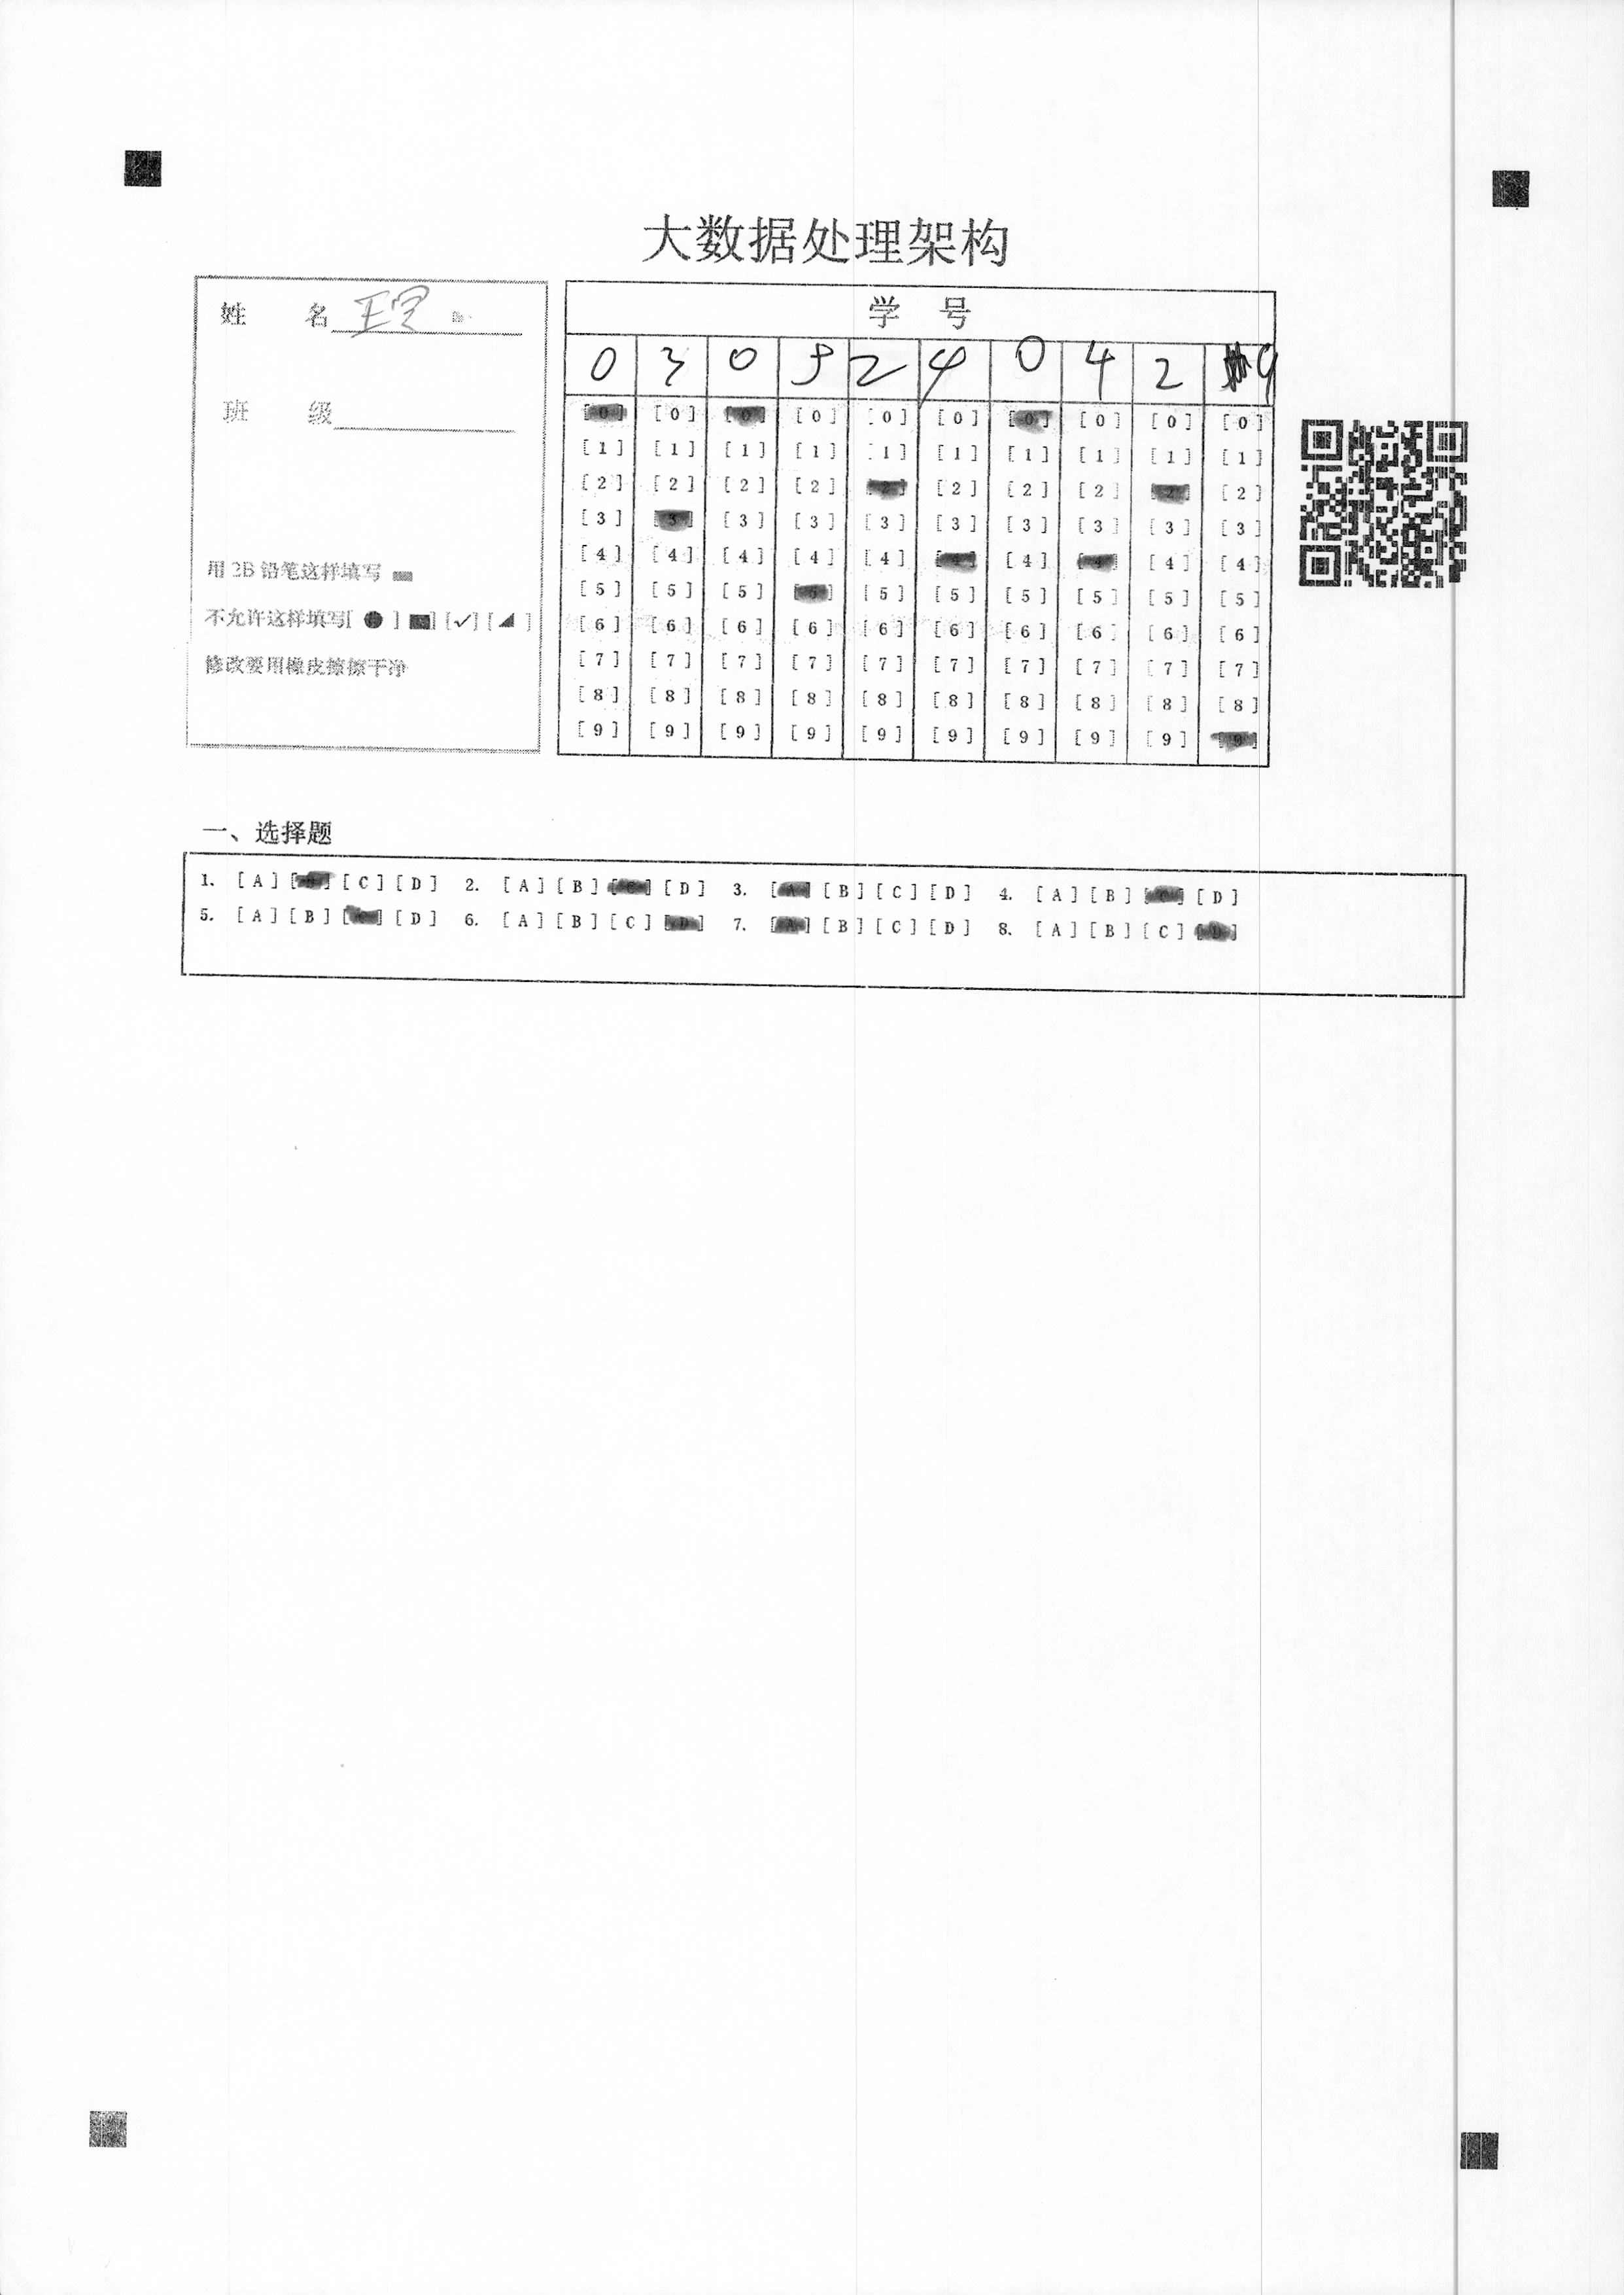 大数据处理架构
姓 名 王
班 级
用 2B 铅笔这样填写
不允许这样填写[ ● ] ■] [✓] [◢ ]
修改要用橡皮擦擦干净
学 号
0 3 0 5 2 4 0 4 2 9
[0] [0] [0] [0] [0] [0] [0] [0] [0] [0]
[1] [1] [1] [1] [1] [1] [1] [1] [1] [1]
[2] [2] [2] [2] [2] [2] [2] [2] [2] [2]
[3] [3] [3] [3] [3] [3] [3] [3] [3] [3]
[4] [4] [4] [4] [4] [4] [4] [4] [4] [4]
[5] [5] [5] [5] [5] [5] [5] [5] [5] [5]
[6] [6] [6] [6] [6] [6] [6] [6] [6] [6]
[7] [7] [7] [7] [7] [7] [7] [7] [7] [7]
[8] [8] [8] [8] [8] [8] [8] [8] [8] [8]
[9] [9] [9] [9] [9] [9] [9] [9] [9] [9]
一、选择题
1. [A] [B] [C] [D] 2. [A] [B] [C] [D] 3. [A] [B] [C] [D] 4. [A] [B] [C] [D]
5. [A] [B] [C] [D] 6. [A] [B] [C] [D] 7. [A] [B] [C] [D] 8. [A] [B] [C] [D]